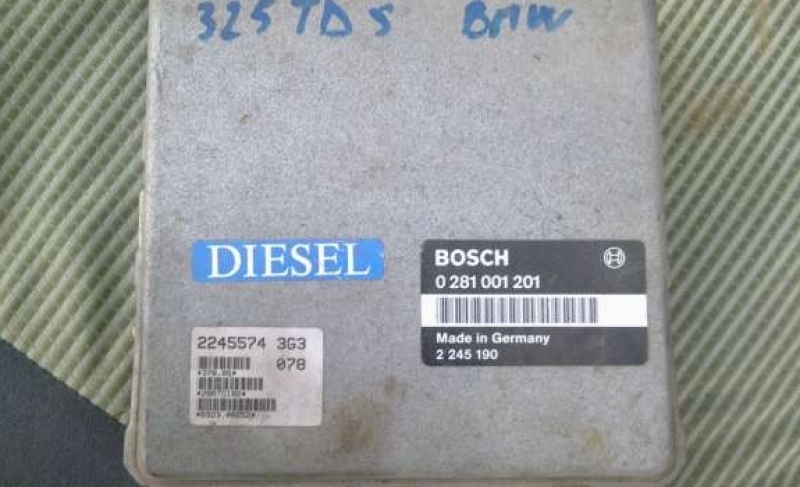 325 TDS BMW
DIESEL
BOSCH
0 281 001 201
Made in Germany
2 245 190
2245574 3G3
078